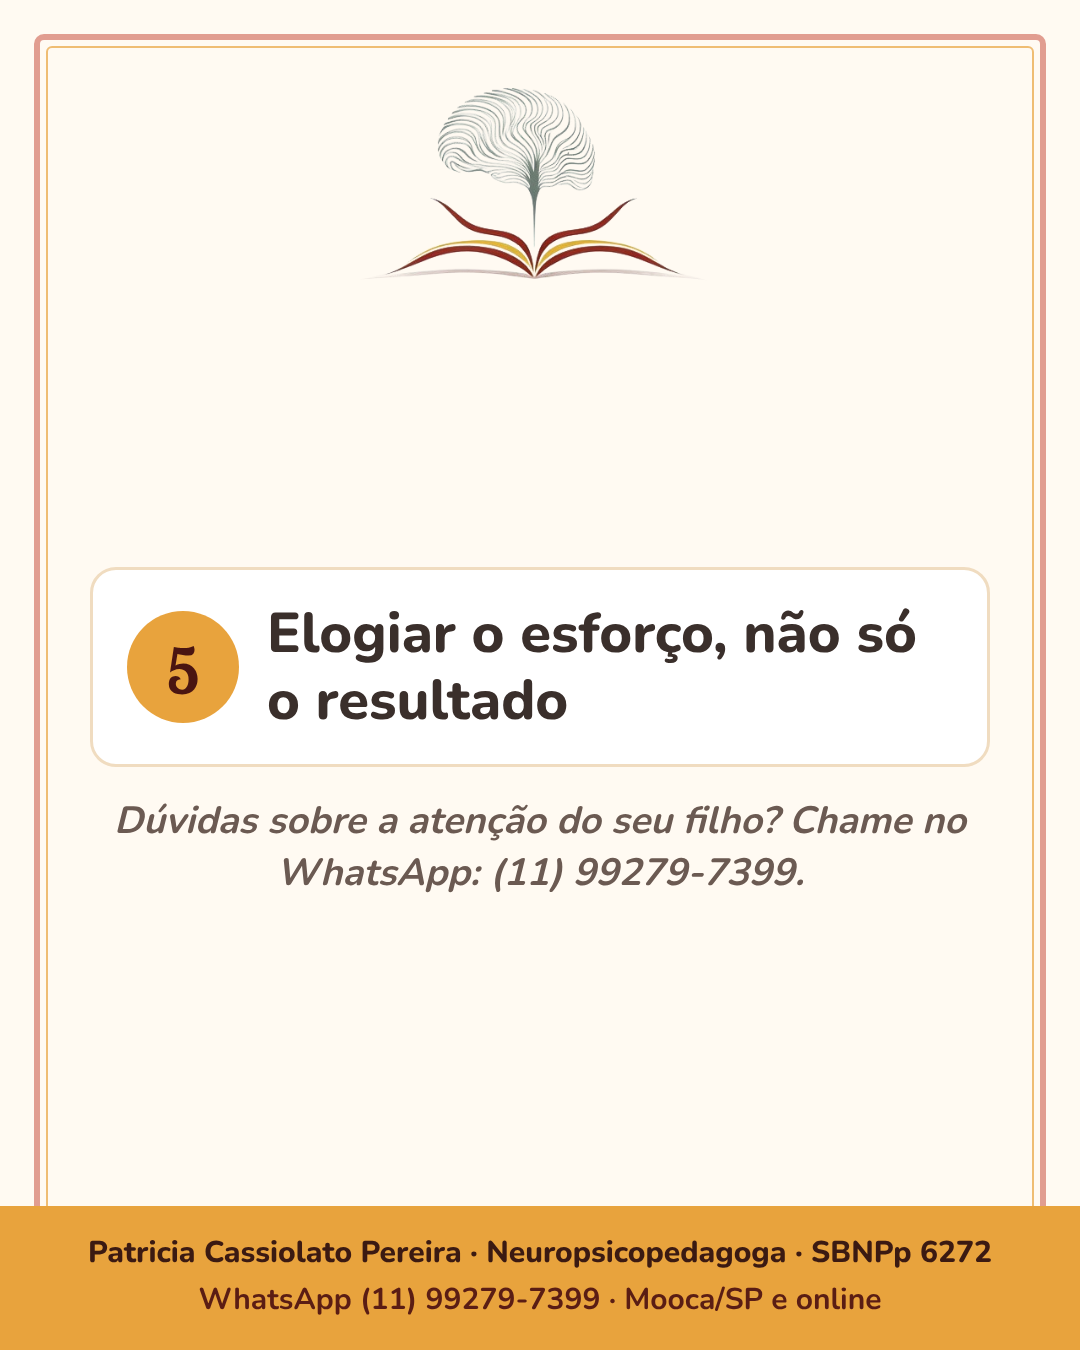 5
Elogiar o esforço, não só
o resultado
Dúvidas sobre a atenção do seu filho? Chame no
WhatsApp: (11) 99279-7399.
Patricia Cassiolato Pereira · Neuropsicopedagoga · SBNPp 6272
WhatsApp (11) 99279-7399 · Mooca/SP e online